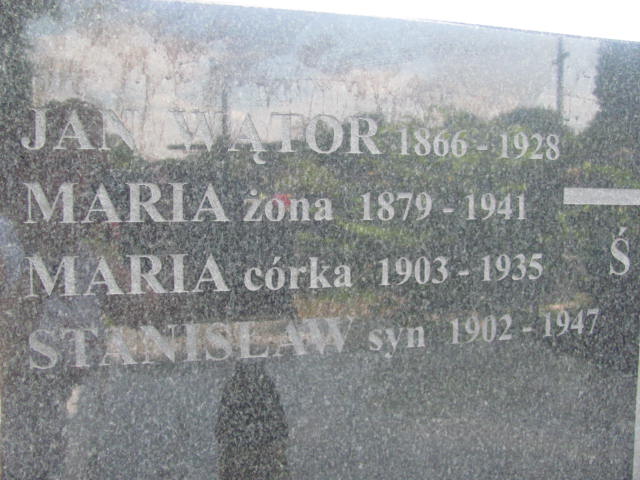 JAN WĄTOR 1866 - 1928
MARIA żona 1879 - 1941
MARIA córka 1903 - 1935
Ś
STANISŁAW syn 1902 - 1947